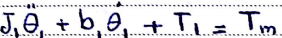 J₁θ̈₁ + b₁θ̇₁ + T₁ = Tₘ